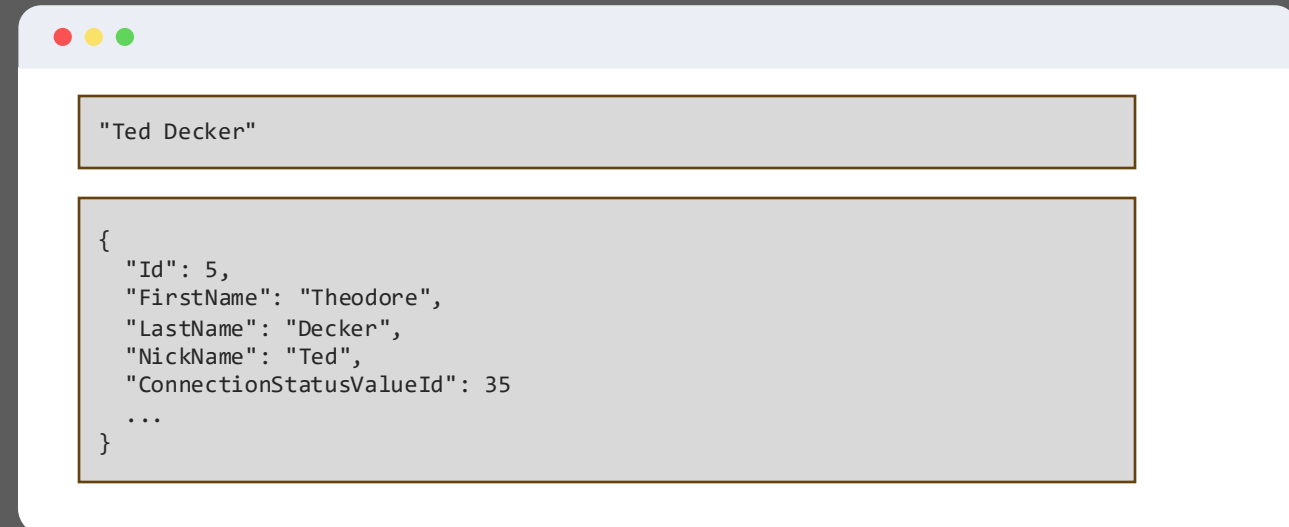 "Ted Decker"
{
  "Id": 5,
  "FirstName": "Theodore",
  "LastName": "Decker",
  "NickName": "Ted",
  "ConnectionStatusValueId": 35
  ...
}